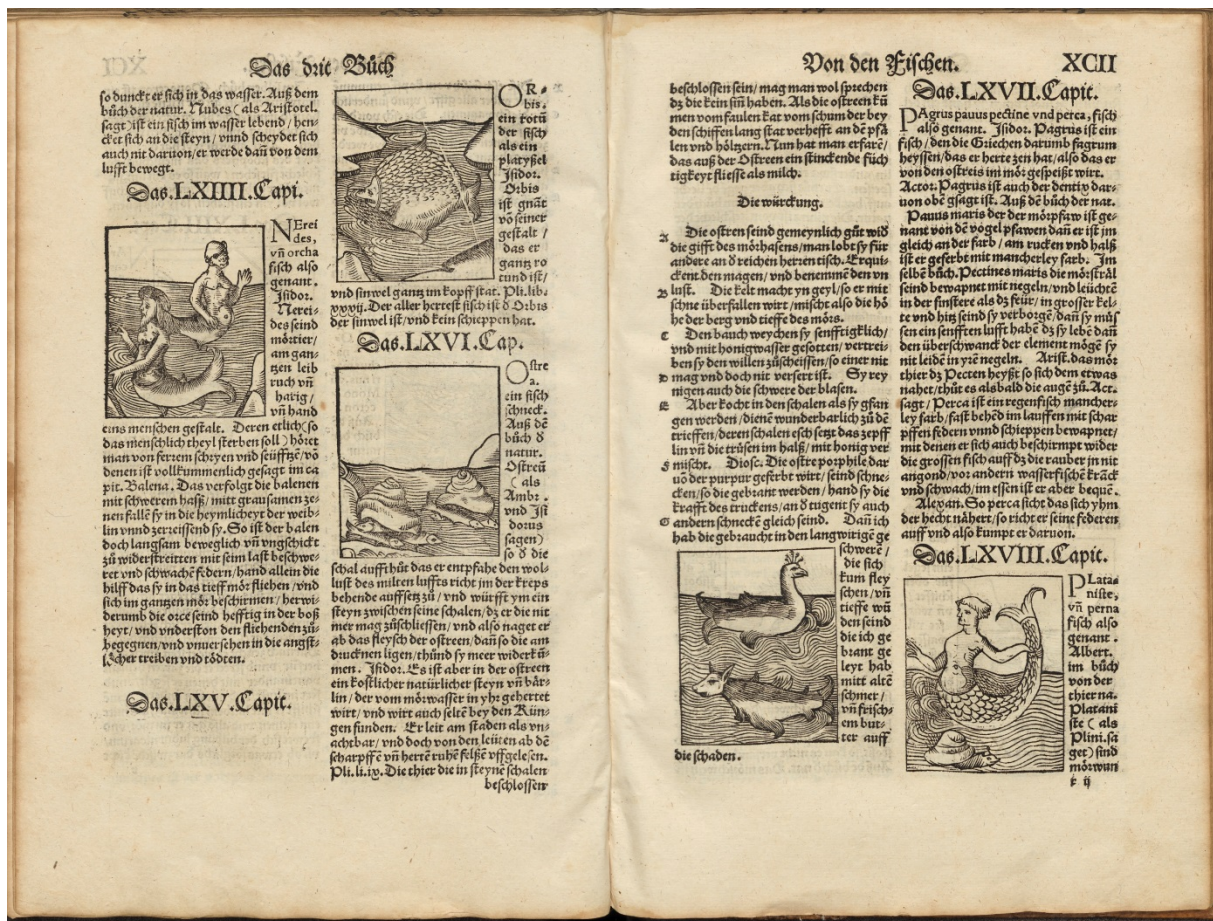 Das drit Bůch
so dunckt er sich in das wasser. Auß dem
bůch der natur. Nubes (als Aristotel.
sagt) ist ein fisch im wasser lebend/hen-
cket sich an die steyn/vnnd scheydet sich
auch nit daruon/er werde dañ von dem
lufft bewegt.
Das.LXIIII.Capi.
NErei
des,
vñ orcha
fisch also
genant.
Isidor.
Nerei-
des seind
mörtier/
am gan-
tzen leib
ruch vñ
harig/
vñ hand
eins menschen gestalt. Deren etlich (so
das menschlich theyl sterben soll) höret
man von ferrem schryen vnd seüfftzē/vō
denen ist vollkummenlich gesagt im ca
pit. Balena. Das verfolgt die balenen
mit schwerem hasß/mitt grausamen ze-
nen fallē sy in die heymlicheyt der weib-
lin vnnd zerreissend sy. So ist der balen
doch langsam beweglich vñ vngschickt
zů widerstreitten mit seim last beschwe-
ret vnd schwachē federn/hand allein die
hilff das sy in das tieff mör fliehen/vnd
sich im gantzen mör beschirmen/herwi-
derumb die orce seind hefftig in der boß
heyt/vnd vnderston den fliehenden zů-
begegnen/vnd vnuersehen in die angst-
löcher treiben vnd tödten.
Das.LXV.Capit.
OR-
bis.
ein rotū
der fisch
als ein
platyßel
Isidor.
Orbis
ist gnāt
vō seiner
gestalt/
das er
gantz ro
tund ist/
vnd sinwel gantz im kopff stat. Pli.lib.
xxxij. Der aller hertest fisch ist ð Orbis
der sinwel ist/vnd kein schieppen hat.
Das.LXVI.Cap.
Ostre
a.
ein fisch
schneck.
Auß dē
bůch ð
natur.
Ostreū
(als
Ambr.
vnd Isi
dorus
sagen)
so ð die
schal auffthůt das er entpfahe den wol-
lust des milten luffts richt jm der kreps
behende auffsetz zů/vnd würfft ym ein
steyn zwischen seine schalen/dz er die nit
mer mag zůschliessen/vnd also naget er
ab das fleysch der ostreen/dañ so die am
drucknen ligen/thůnd sy meer widerkū-
men. Isidor. Es ist aber in der ostreen
ein kostlicher natürlicher steyn vñ bär-
lin/der vom mörwasser in yhr gehertet
wirt/vnd wirt auch seltē bey den Kün-
gen funden. Er leit am staden als vn-
achtbar/vnd doch von den leüten ab dē
scharpffē vñ herrē ruhē felßē vffgelesen.
Pli.li.ix. Die thier die in steynē schalen
beschlossen
Von den Fischen.
XCII
beschlossen sein/mag man wol sprechen
dz die kein sinn haben. Als die ostreen kū
men vom faulen kat vom schum der bey
den schiffen lang stat verhefft an dē pfä
len vnd höltzern. Nun hat man erfarē/
das auß der Ostreen ein stinckende füch
tigkeyt fliesse als milch.
Die würckung.
A Die ostren seind gemeynlich gůt wið
die gifft des mörhasens/man lobt sy für
andere an ð reichen herren tisch. Erqui-
ckent den magen/vnd benemmē den vn
B lust. Die kelt macht yn geyl/so er mit
schne überfallen wirt/mischt also die hö
he der berg vnd tieffe des mörs.
C Den bauch weychen sy senfftigklich/
vnd mit honigwasser gesotten/vertrei-
ben sy den willen zůscheissen/so einer nit
D mag vnd doch nit versert ist. Sy rey
nigen auch die schwere der blasen.
E Aber kocht in den schalen als sy gfan
gen werden/dienē wunderbarlich zů dē
trieffen/deren schalen esch setzt das zepff
lin vñ die trüsen im halß/mit honig ver
F mischt. Diosc. Die ostre porphile dar
uō der purpur geferbt wirt/seind schne-
cken/so die gebrant werden/hand sy die
krafft des truckens/an ð tugent sy auch
G andern schneckē gleich seind. Dañ ich
hab die gebraucht in den langwirigē ge
schwerē/
die sich
kum fley
schen/vñ
tieffe wū
den seind
die ich ge
brant ge
leyt hab
mitt altē
schmer/
vñ frisch-
em but-
ter auff
die schaden.
Das.LXVII.Capit.
PAgrus pauus pectine vnd perca, fisch
also genant. Isidor. Pagrus ist ein
fisch/den die Griechen darumb fagrum
heyssen/das er herte zen hat/also das er
von den ostreis im mör gespeißt wirt.
Actor. Pagrus ist auch der dentix dar-
uon obē gsagt ist. Auß dē bůch der nat.
Pauus maris der der mörpfaw ist ge-
nant von dē vögel pfawen dañ er ist jm
gleich an der farb/am rucken vnd halß
ist er geferbt mit mancherley farb. Im
selbē bůch. Pectines maris die mörsträl
seind bewapnet mit negeln/vnd leüchtē
in der finstere als dz feür/in grosser kel-
te vnd hitz seind sy verborgē/dañ sy můs
sen ein senfften lufft habē dz sy lebē dañ
den überschwanck der element mögē sy
nit leidē in yrē negeln. Arist. das mör
thier dz Pecten heyßt so sich dem etwas
nahet/thůt es alsbald die augē zů. Act.
sagt/Perca ist ein regenfisch mancher-
ley farb/fast behēd im lauffen mit schar
pffen federn vnnd schieppen bewapnet/
mit denen er sich auch beschirmpt wider
die grossen fisch auff dz die rauber jn nit
angond/vor andern wasserfischē krāck
vnd schwach/im essen ist er aber bequē.
Alexan. So perca sicht das sich yhm
der hecht nähert/so richt er seine federen
auff vnd also kumpt er daruon.
Das.LXVIII.Capit.
PLata-
niste,
vñ perna
fisch also
genant.
Albert.
im bůch
von der
thier na.
Platani
ste (als
Plini.sa
get) sind
mörwun
r ij